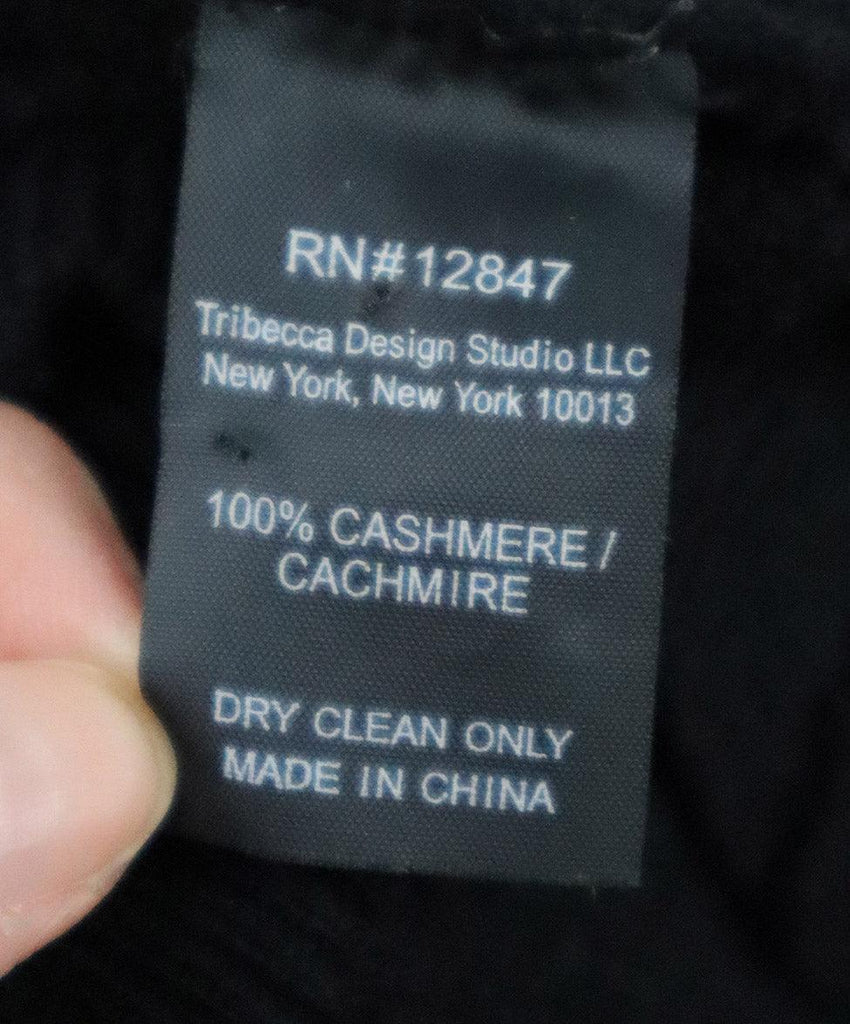 RN#12847
Tribecca Design Studio LLC
New York, New York 10013
100% CASHMERE /
CACHMIRE
DRY CLEAN ONLY
MADE IN CHINA